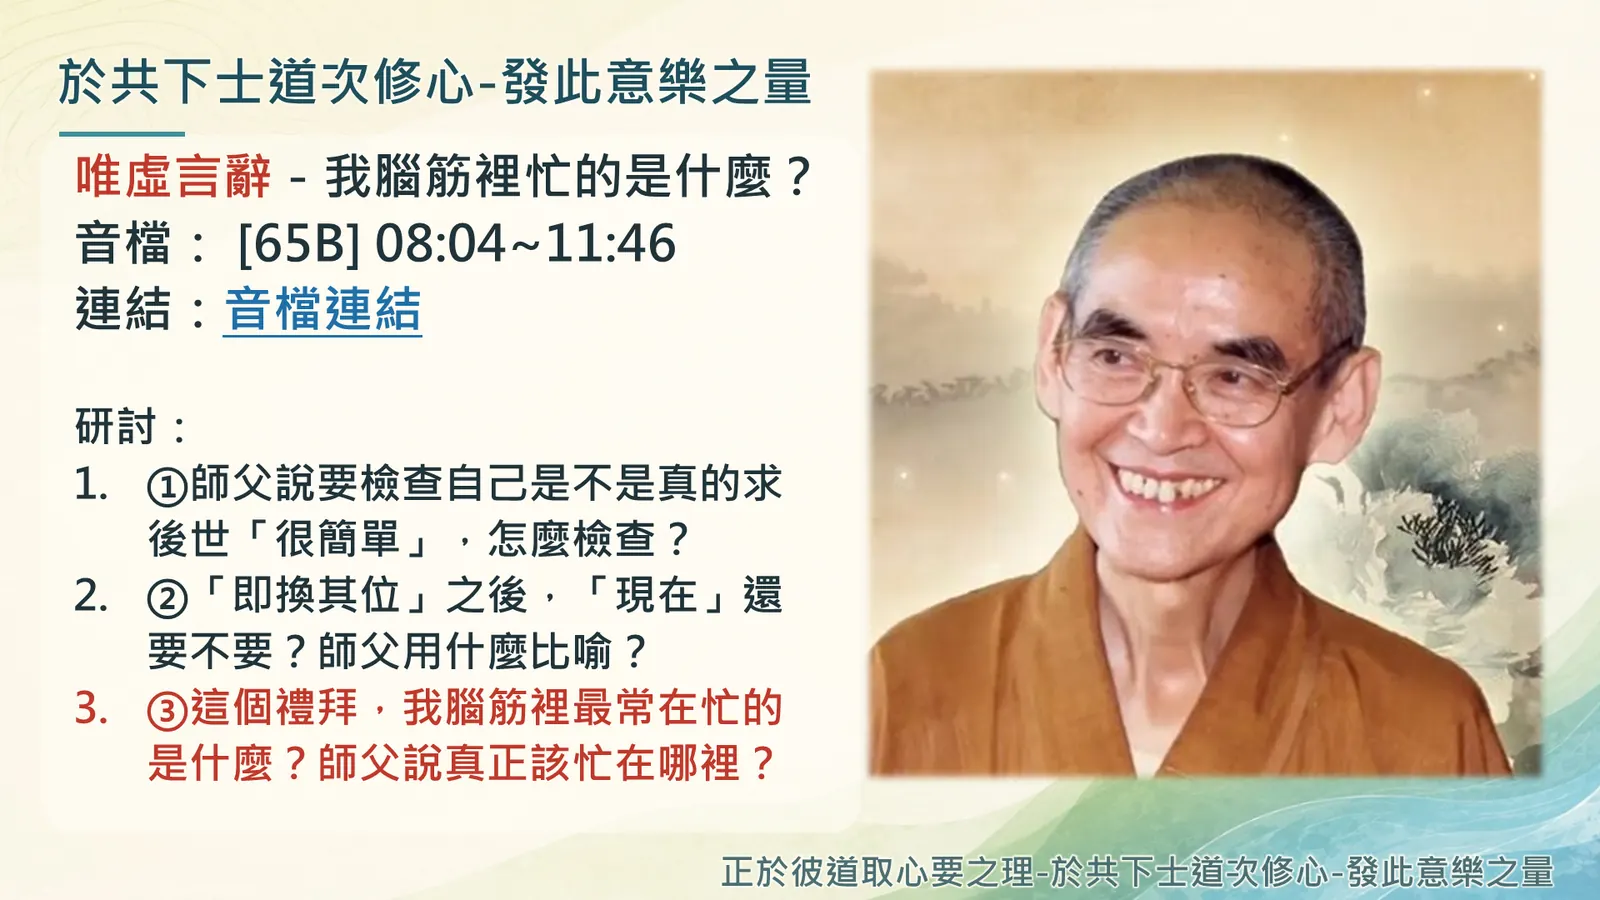 於共下士道次修心-發此意樂之量
唯虛言辭 - 我腦筋裡忙的是什麼？
音檔： [65B] 08:04~11:46
連結：音檔連結
研討：
1. ①師父說要檢查自己是不是真的求
後世「很簡單」，怎麼檢查？
2. ②「即換其位」之後，「現在」還
要不要？師父用什麼比喻？
3. ③這個禮拜，我腦筋裡最常在忙的
是什麼？師父說真正該忙在哪裡？
正於彼道取心要之理-於共下士道次修心-發此意樂之量